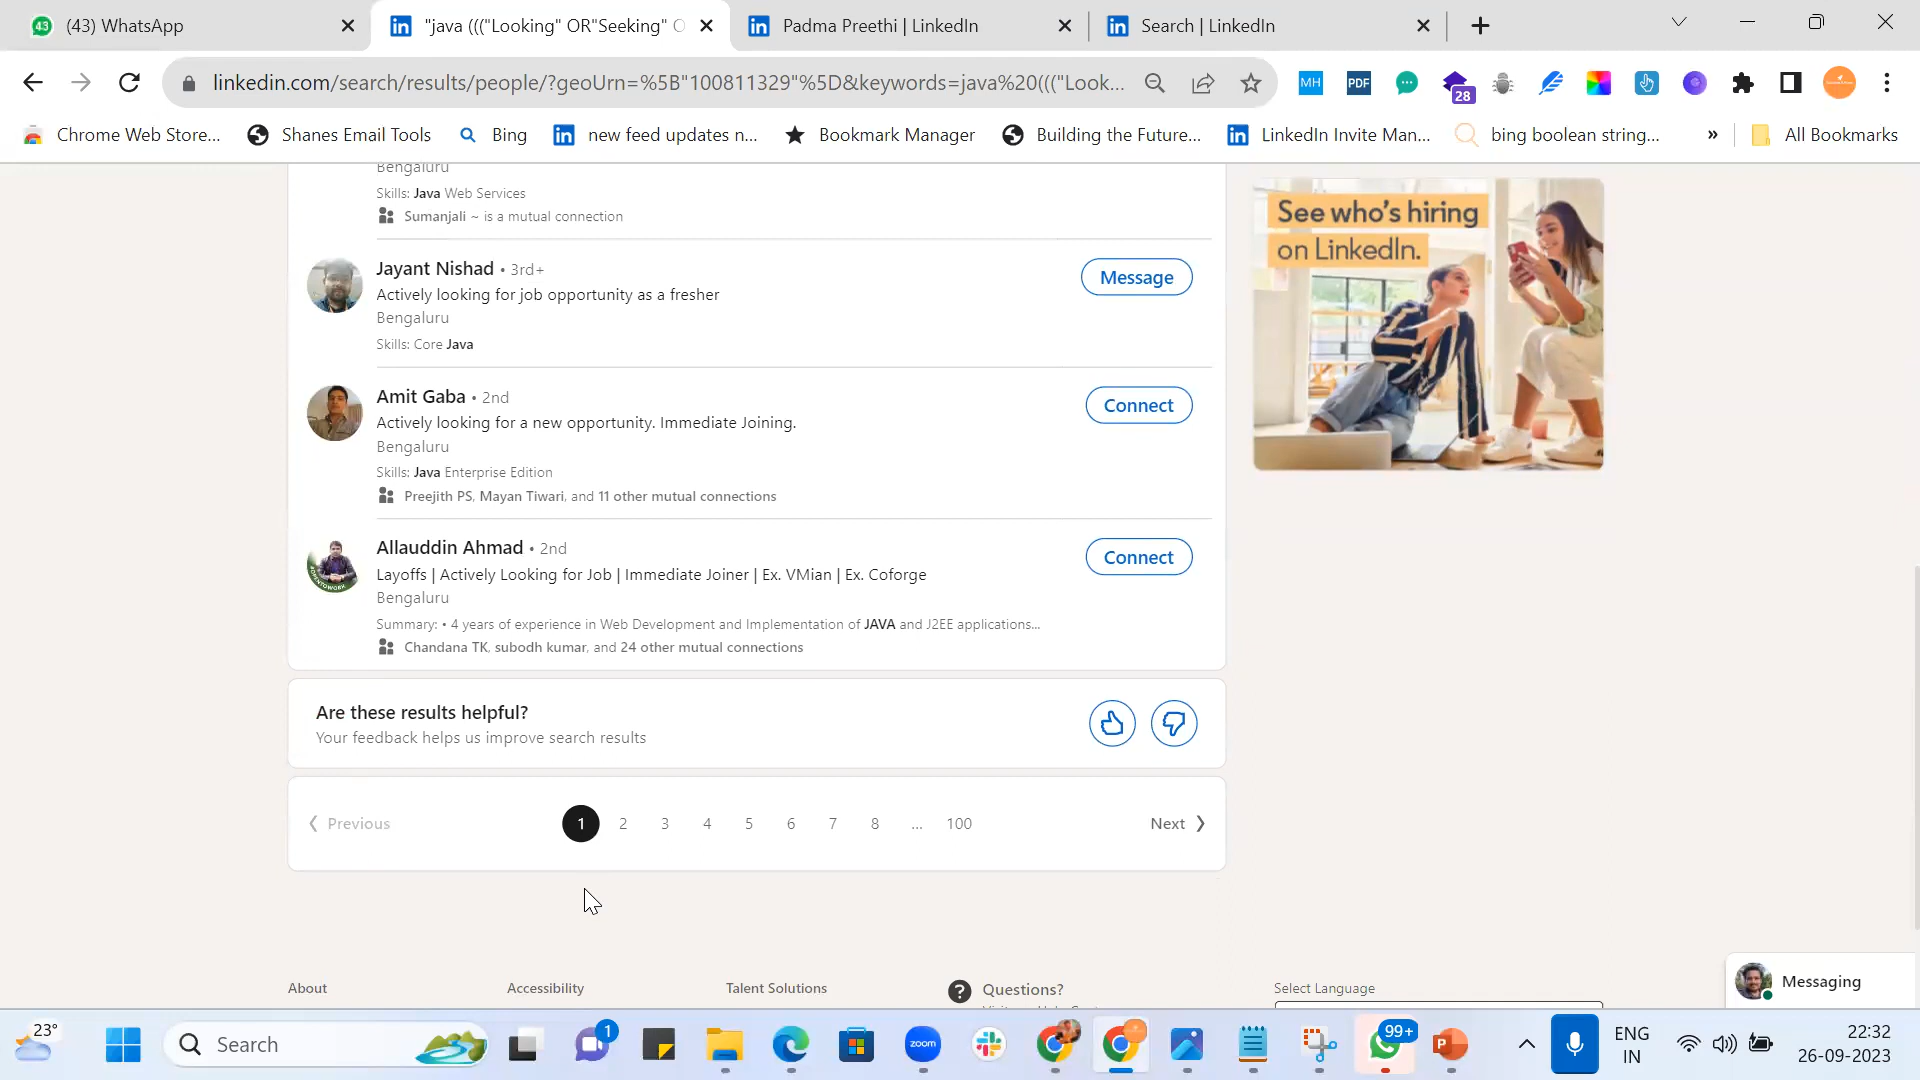 43 (43) WhatsApp
"java ((("Looking" OR"Seeking" O
Padma Preethi | LinkedIn
Search | LinkedIn
linkedin.com/search/results/people/?geoUrn=%5B"100811329"%5D&keywords=java%20((("Look...
MH PDF 28
Chrome Web Store...
Shanes Email Tools
Bing
new feed updates n...
Bookmark Manager
Building the Future...
LinkedIn Invite Man...
bing boolean string...
»
All Bookmarks
Bengaluru
Skills: Java Web Services
Sumanjali ~ is a mutual connection
Jayant Nishad • 3rd+
Actively looking for job opportunity as a fresher
Bengaluru
Skills: Core Java
Message
Amit Gaba • 2nd
Actively looking for a new opportunity. Immediate Joining.
Bengaluru
Skills: Java Enterprise Edition
Preejith PS, Mayan Tiwari, and 11 other mutual connections
Connect
Allauddin Ahmad • 2nd
Layoffs | Actively Looking for Job | Immediate Joiner | Ex. VMian | Ex. Coforge
Bengaluru
Summary: • 4 years of experience in Web Development and Implementation of JAVA and J2EE applications...
Chandana TK, subodh kumar, and 24 other mutual connections
Connect
See who's hiring
on LinkedIn.
Are these results helpful?
Your feedback helps us improve search results
Previous 1 2 3 4 5 6 7 8 ... 100 Next
About
Accessibility
Talent Solutions
Questions?
Select Language
Messaging
23°
Search
1
zoom
99+
ENG
IN
22:32
26-09-2023